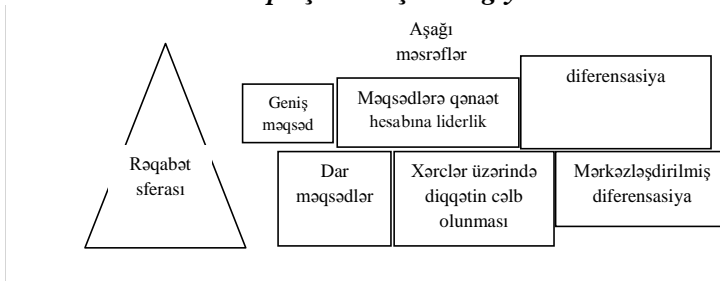 Aşağı
məsrəflər
diferensasiya
Geniş
məqsəd
Məqsədlərə qənaət
hesabına liderlik
Rəqabət
sferası
Dar
məqsədlər
Xərclər üzərində
diqqətin cəlb
olunması
Mərkəzləşdirilmiş
diferensasiya